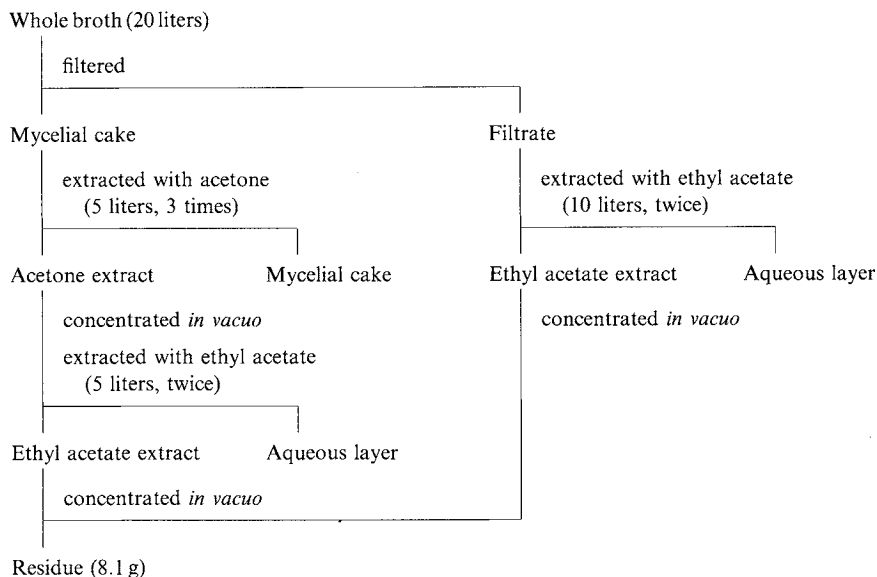 Whole broth (20 liters)
filtered
Mycelial cake
Filtrate
extracted with acetone
(5 liters, 3 times)
extracted with ethyl acetate
(10 liters, twice)
Acetone extract
Mycelial cake
Ethyl acetate extract
Aqueous layer
concentrated in vacuo
concentrated in vacuo
extracted with ethyl acetate
(5 liters, twice)
Ethyl acetate extract
Aqueous layer
concentrated in vacuo
Residue (8.1 g)